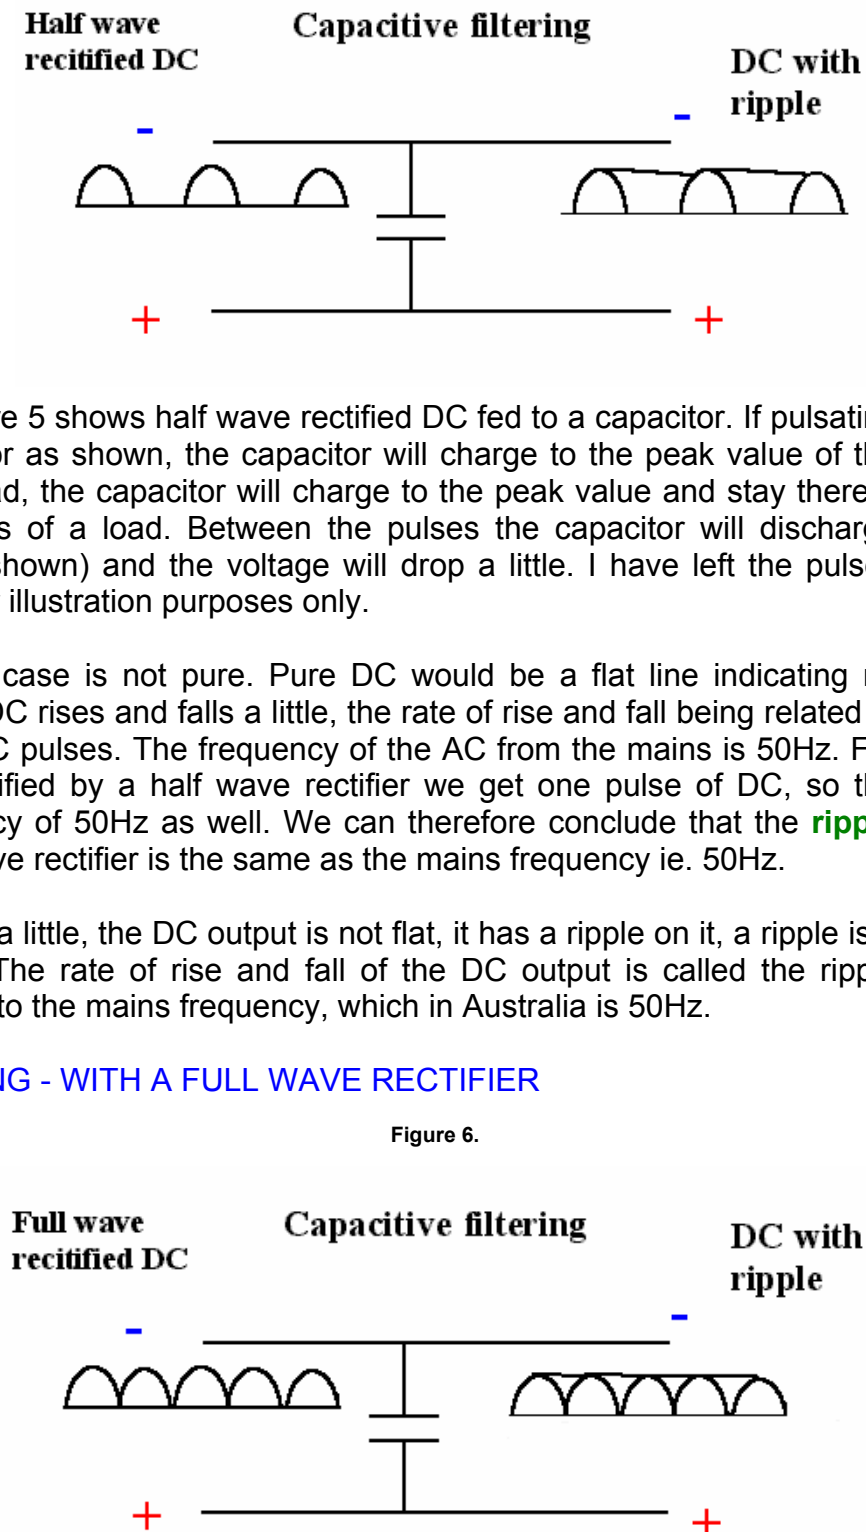 Half wave
recitified DC
Capacitive filtering
DC with
ripple
-
-
+
+
e 5 shows half wave rectified DC fed to a capacitor. If pulsatin
or as shown, the capacitor will charge to the peak value of t
ad, the capacitor will charge to the peak value and stay there
s of a load. Between the pulses the capacitor will discharg
shown) and the voltage will drop a little. I have left the puls
illustration purposes only.
case is not pure. Pure DC would be a flat line indicating
DC rises and falls a little, the rate of rise and fall being related
C pulses. The frequency of the AC from the mains is 50Hz. F
ified by a half wave rectifier we get one pulse of DC, so t
cy of 50Hz as well. We can therefore conclude that the ripp
ve rectifier is the same as the mains frequency ie. 50Hz.
a little, the DC output is not flat, it has a ripple on it, a ripple is
The rate of rise and fall of the DC output is called the ripp
to the mains frequency, which in Australia is 50Hz.
NG - WITH A FULL WAVE RECTIFIER
Figure 6.
Full wave
recitified DC
Capacitive filtering
DC with
ripple
-
-
+
+